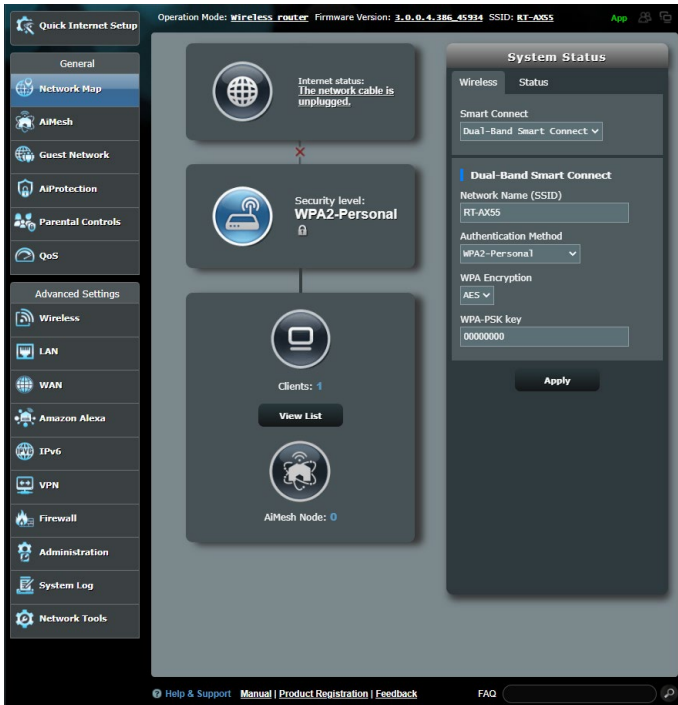 Quick Internet Setup
Operation Mode: Wireless router Firmware Version: 3.0.0.4.386_45934 SSID: RT-AX55
App
General
Network Map
AiMesh
Guest Network
AiProtection
Parental Controls
QoS
Advanced Settings
Wireless
LAN
WAN
Amazon Alexa
IPv6
VPN
Firewall
Administration
System Log
Network Tools
Internet status:
The network cable is
unplugged.
Security level:
WPA2-Personal
Clients: 1
View List
AiMesh Node: 0
System Status
Wireless Status
Smart Connect
Dual-Band Smart Connect
Dual-Band Smart Connect
Network Name (SSID)
RT-AX55
Authentication Method
WPA2-Personal
WPA Encryption
AES
WPA-PSK key
00000000
Apply
Help & Support Manual | Product Registration | Feedback
FAQ